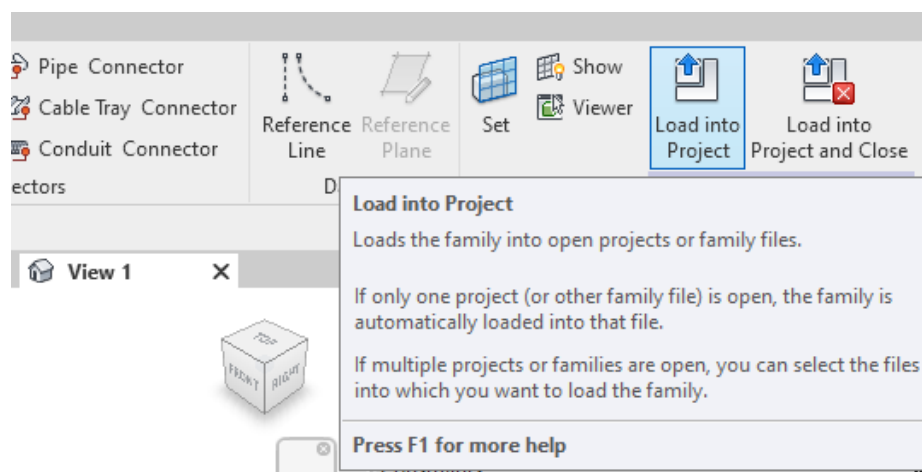 Pipe Connector
Cable Tray Connector
Conduit Connector
ectors
Reference
Line
Reference
Plane
D
Set
Show
Viewer
Load into
Project
Load into
Project and Close
Load into Project
Loads the family into open projects or family files.
If only one project (or other family file) is open, the family is
automatically loaded into that file.
If multiple projects or families are open, you can select the files
into which you want to load the family.
Press F1 for more help
View 1
TOP
FRONT
RIGHT